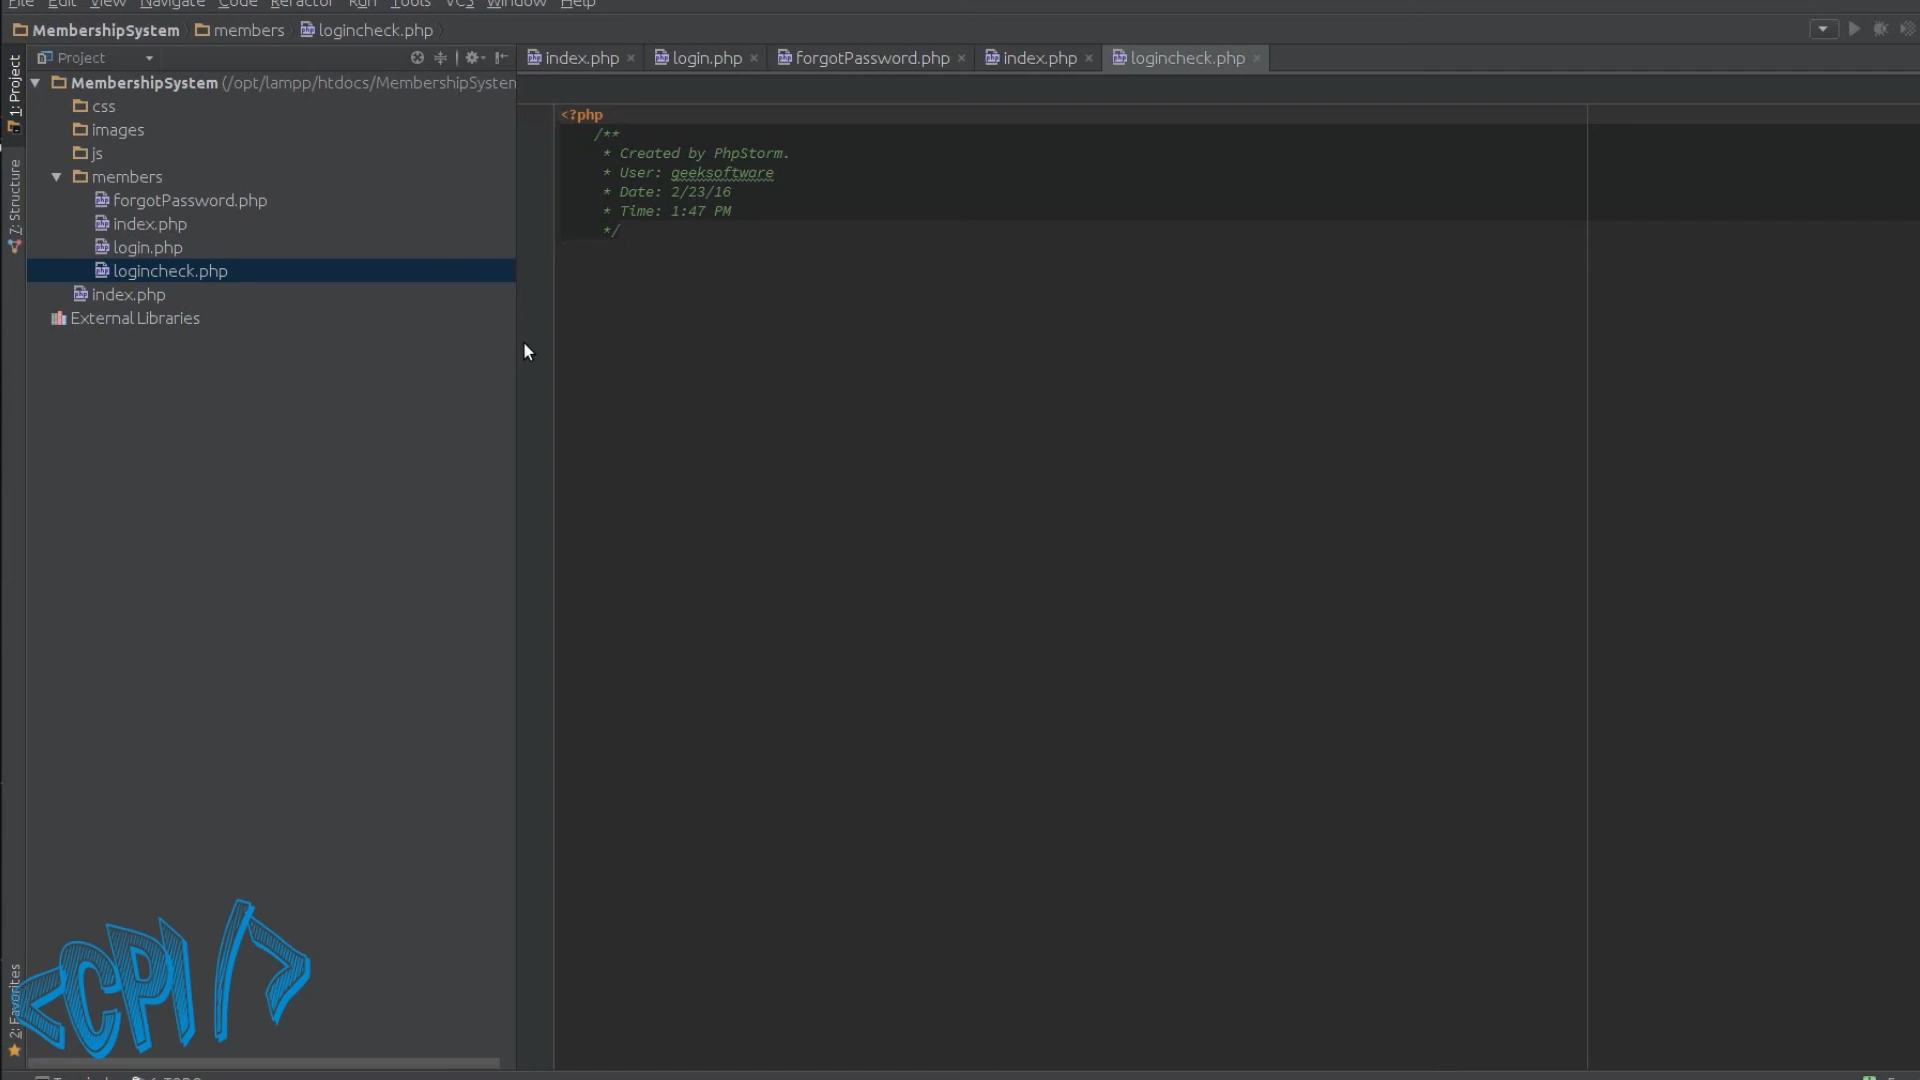 File Edit View Navigate Code Refactor Run Tools VCS Window Help
MembershipSystem members logincheck.php
Project
index.php login.php forgotPassword.php index.php logincheck.php
1: Project
7: Structure
2: Favorites
MembershipSystem (/opt/lampp/htdocs/MembershipSystem
css
images
js
members
forgotPassword.php
index.php
login.php
logincheck.php
index.php
External Libraries
<?php
/**
* Created by PhpStorm.
* User: geeksoftware
* Date: 2/23/16
* Time: 1:47 PM
*/
<CPI/>